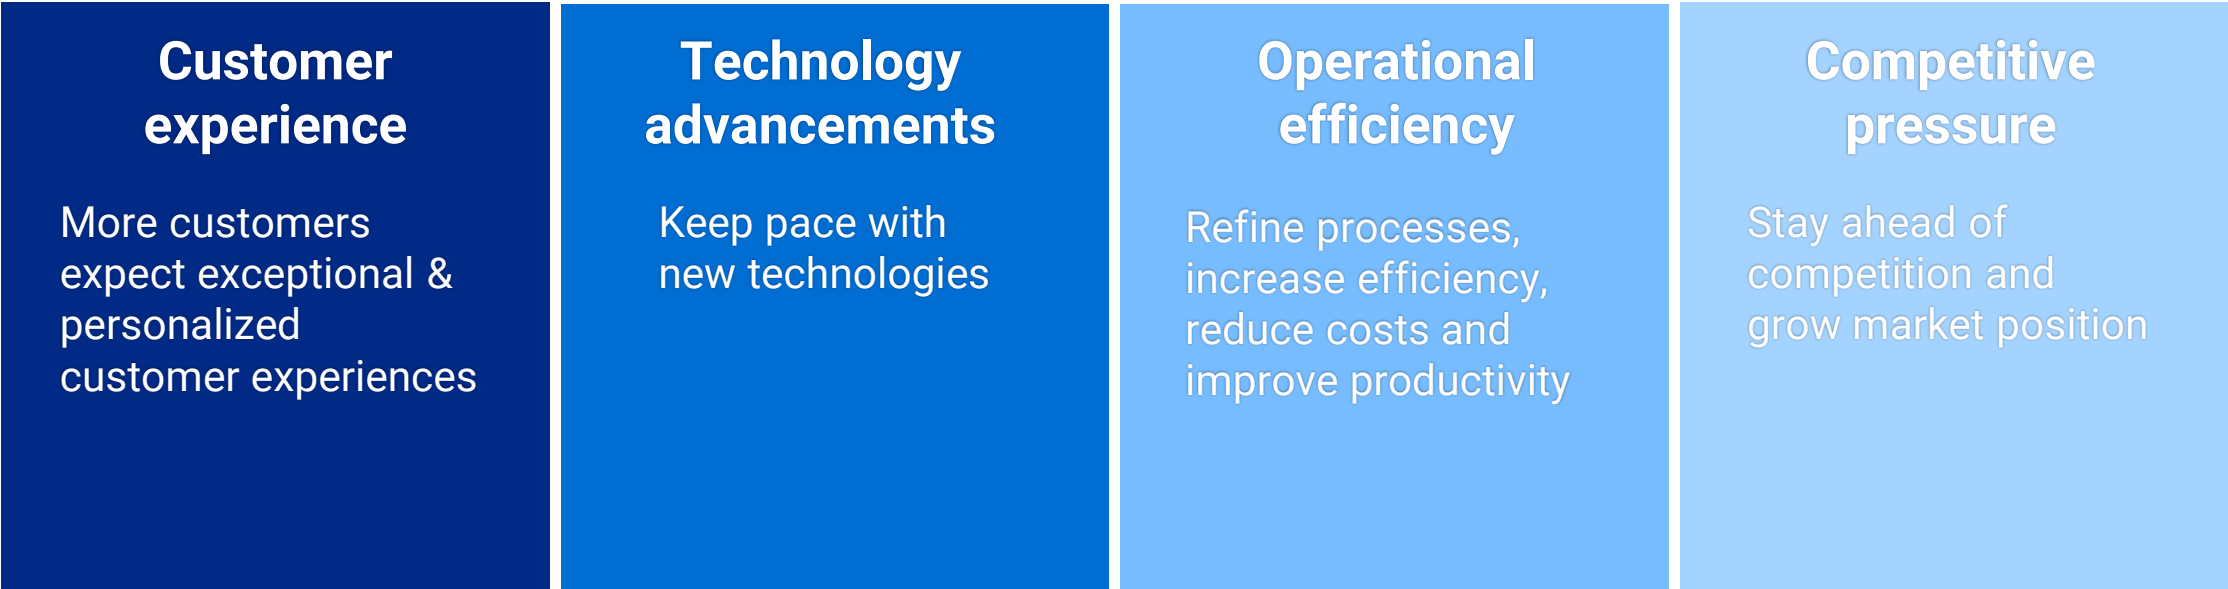 Customer
experience
More customers
expect exceptional &
personalized
customer experiences
Technology
advancements
Keep pace with
new technologies
Operational
efficiency
Refine processes,
increase efficiency,
reduce costs and
improve productivity
Competitive
pressure
Stay ahead of
competition and
grow market position